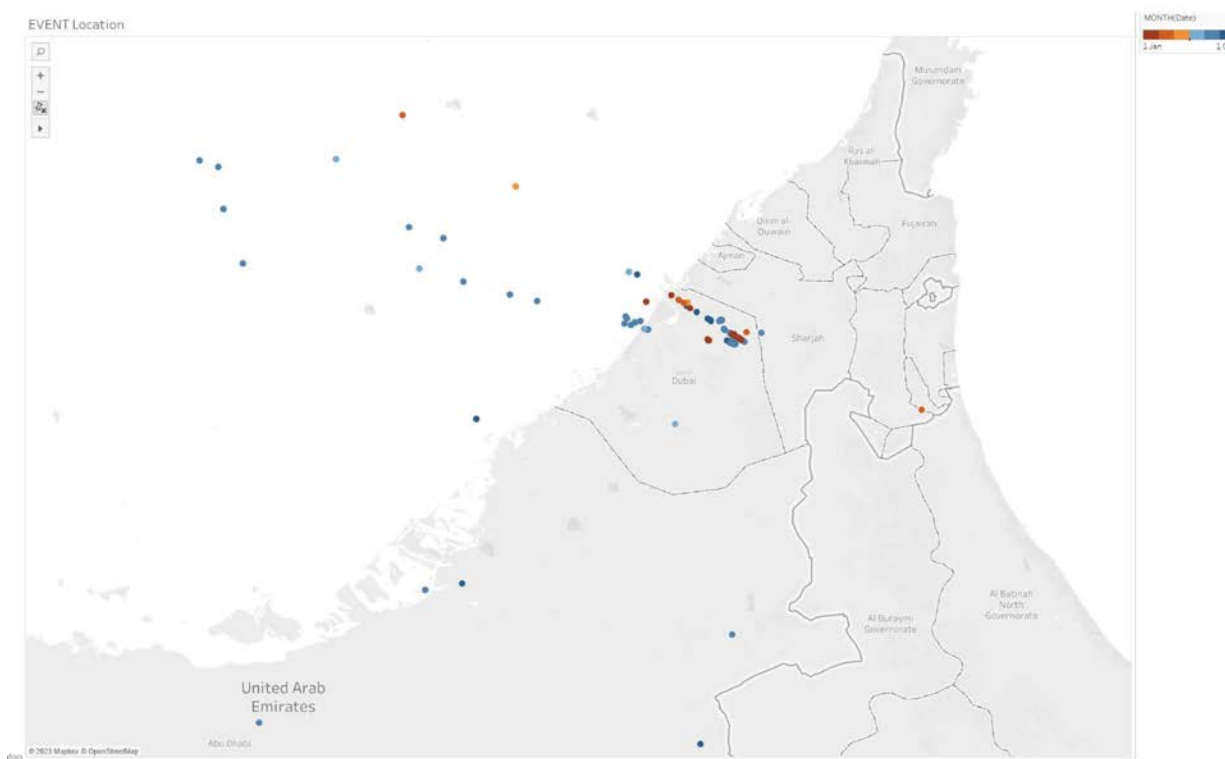 EVENT Location
MONTH(Date)
1 Jan
Musandam
Governorate
Ras al-
Khaimah
Umm al-
Quwain
Fujairah
Ajman
Sharjah
Dubai
Al Batinah
North
Governorate
Al Buraymi
Governorate
United Arab
Emirates
Abu Dhabi
© 2023 Mapbox © OpenStreetMap